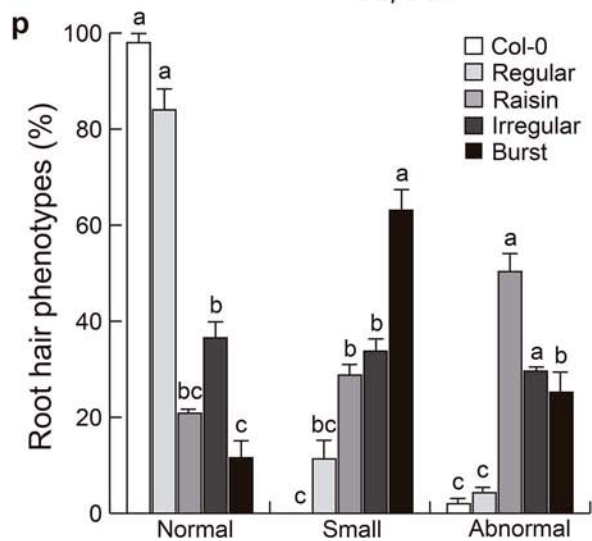 p
Root hair phenotypes (%)
100
80
60
40
20
0
Col-0
Regular
Raisin
Irregular
Burst
a
a
bc
b
c
c
bc
b
b
a
c
c
a
a
b
Normal
Small
Abnormal